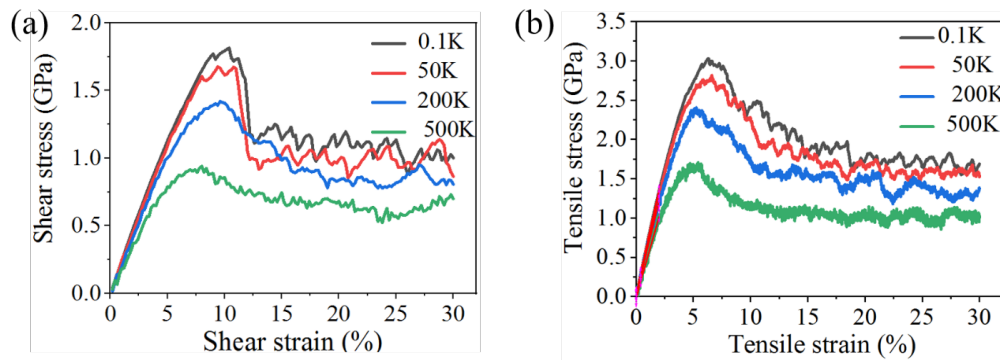 (a)
Shear stress (GPa)
2.0
1.5
1.0
0.5
0.0
0.1K
50K
200K
500K
0 5 10 15 20 25 30
Shear strain (%)
(b)
Tensile stress (GPa)
3.5
3.0
2.5
2.0
1.5
1.0
0.5
0.0
0.1K
50K
200K
500K
0 5 10 15 20 25 30
Tensile strain (%)